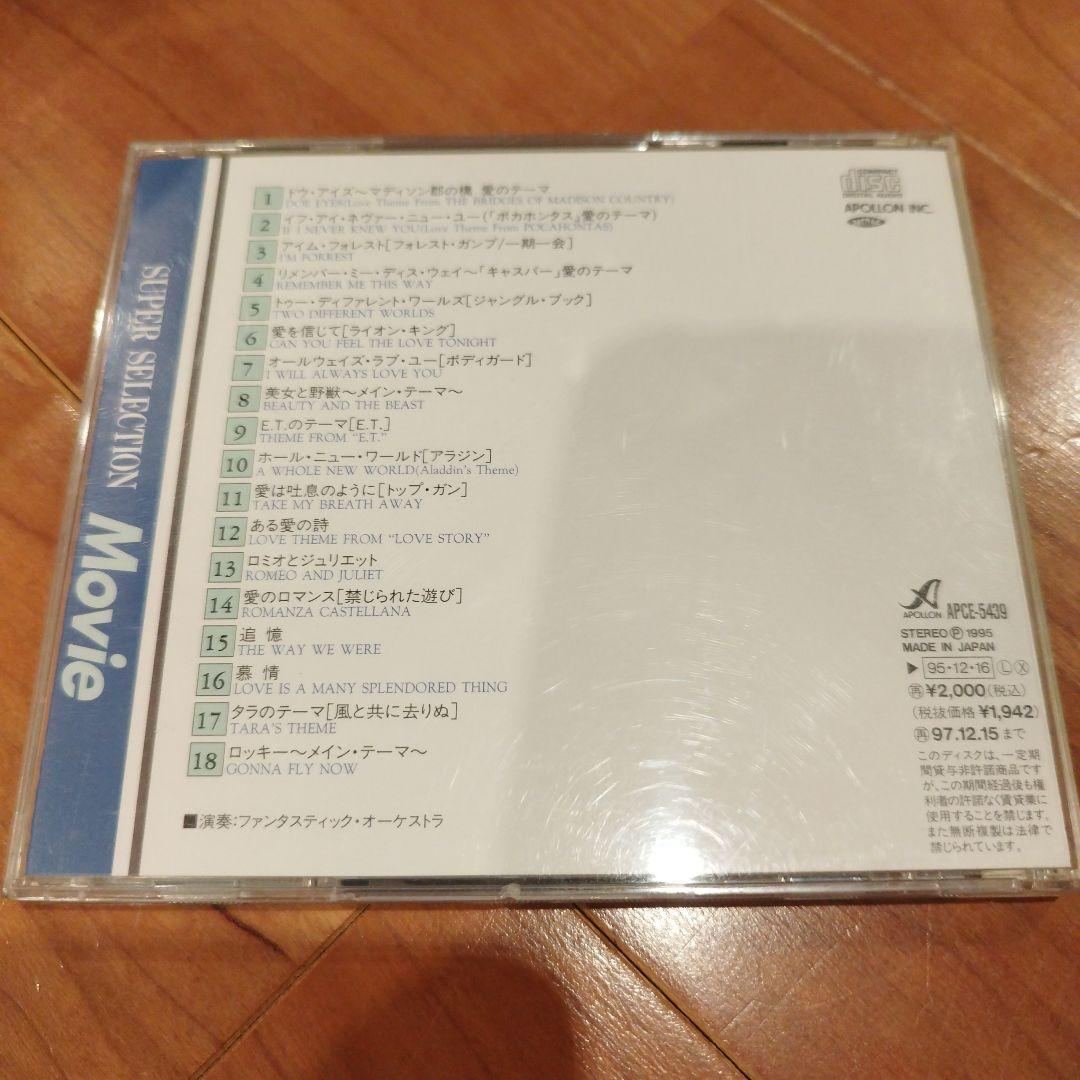 SUPER SELECTION Movie
1 ドウ・アイズ～マディソン郡の橋 愛のテーマ
DOE EYES(Love Theme From THE BRIDGES OF MADISON COUNTRY)
2 イフ・アイ・ネヴァー・ニュー・ユー(「ポカホンタス」愛のテーマ)
IF I NEVER KNEW YOU(Love Theme From POCAHONTAS)
3 アイム・フォレスト[フォレスト・ガンプ/一期一会]
I'M FORREST
4 リメンバー・ミー・ディス・ウェイ～「キャスパー」愛のテーマ
REMEMBER ME THIS WAY
5 トゥー・ディファレント・ワールズ[ジャングル・ブック]
TWO DIFFERENT WORLDS
6 愛を信じて[ライオン・キング]
CAN YOU FEEL THE LOVE TONIGHT
7 オールウェイズ・ラブ・ユー[ボディガード]
I WILL ALWAYS LOVE YOU
8 美女と野獣～メイン・テーマ～
BEAUTY AND THE BEAST
9 E.T.のテーマ[E.T.]
THEME FROM “E.T.”
10 ホール・ニュー・ワールド[アラジン]
A WHOLE NEW WORLD(Aladdin's Theme)
11 愛は吐息のように[トップ・ガン]
TAKE MY BREATH AWAY
12 ある愛の詩
LOVE THEME FROM “LOVE STORY”
13 ロミオとジュリエット
ROMEO AND JULIET
14 愛のロマンス[禁じられた遊び]
ROMANZA CASTELLANA
15 追憶
THE WAY WE WERE
16 慕情
LOVE IS A MANY SPLENDORED THING
17 タラのテーマ[風と共に去りぬ]
TARA'S THEME
18 ロッキー～メイン・テーマ～
GONNA FLY NOW
■演奏:ファンタスティック・オーケストラ
COMPACT
disc
DIGITAL AUDIO
APOLLON INC.
APOLLON APCE-5439
STEREO Ⓟ 1995
MADE IN JAPAN
▶95・12・16 Ⓛ Ⓧ
㊢¥2,000(税込)
(税抜価格 ¥1,942)
㊢97.12.15まで
このディスクは、一定期
間貸与非許諾商品です
が、この期間経過後も権
利者の許諾なく賃貸業に
使用することを禁じます。
また無断複製は法律で
禁じられています。